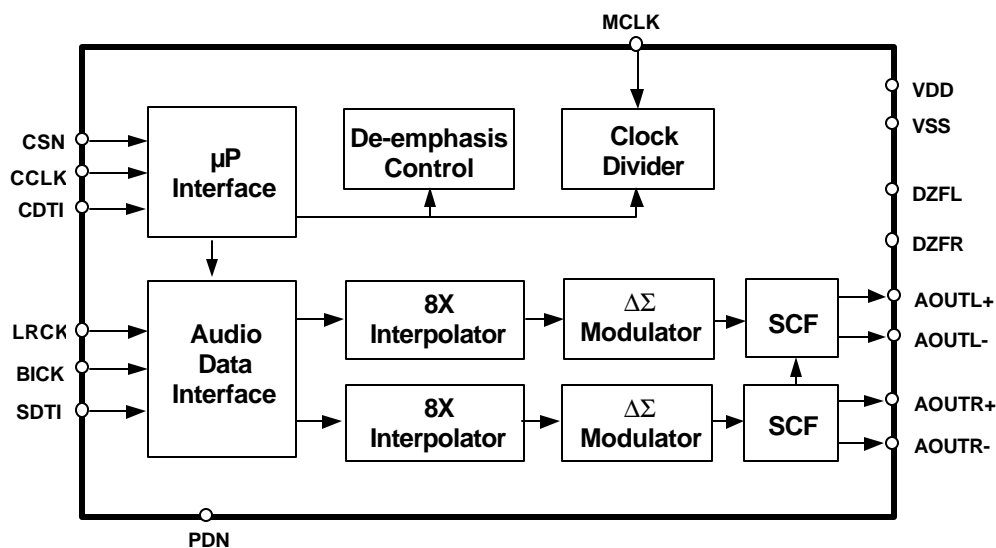 MCLK
VDD
VSS
DZFL
DZFR
CSN
CCLK
CDTI
µP
Interface
De-emphasis
Control
Clock
Divider
LRCK
BICK
SDTI
Audio
Data
Interface
8X
Interpolator
ΔΣ
Modulator
SCF
AOUTL+
AOUTL-
8X
Interpolator
ΔΣ
Modulator
SCF
AOUTR+
AOUTR-
PDN